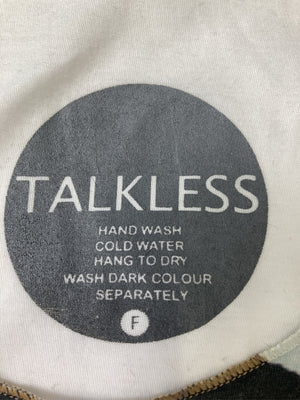 TALKLESS
HAND WASH
COLD WATER
HANG TO DRY
WASH DARK COLOUR
SEPARATELY
F